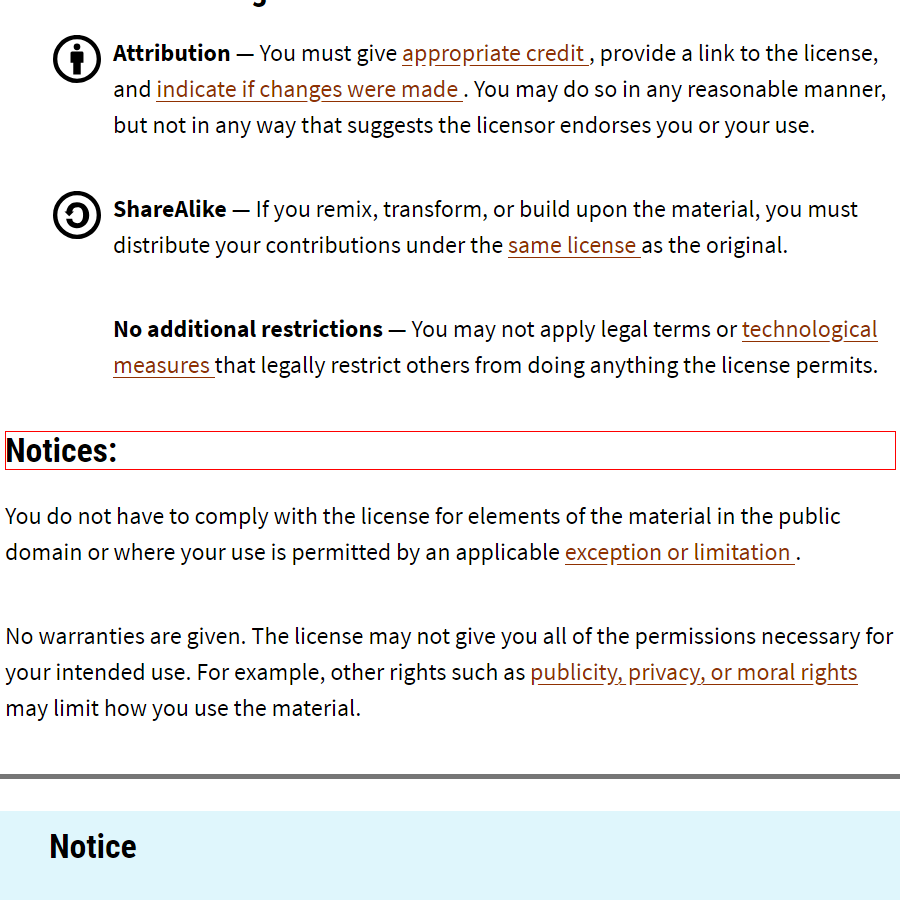 Attribution — You must give appropriate credit , provide a link to the license,
and indicate if changes were made . You may do so in any reasonable manner,
but not in any way that suggests the licensor endorses you or your use.
ShareAlike — If you remix, transform, or build upon the material, you must
distribute your contributions under the same license as the original.
No additional restrictions — You may not apply legal terms or technological
measures that legally restrict others from doing anything the license permits.
Notices:
You do not have to comply with the license for elements of the material in the public
domain or where your use is permitted by an applicable exception or limitation .
No warranties are given. The license may not give you all of the permissions necessary for
your intended use. For example, other rights such as publicity, privacy, or moral rights
may limit how you use the material.
Notice